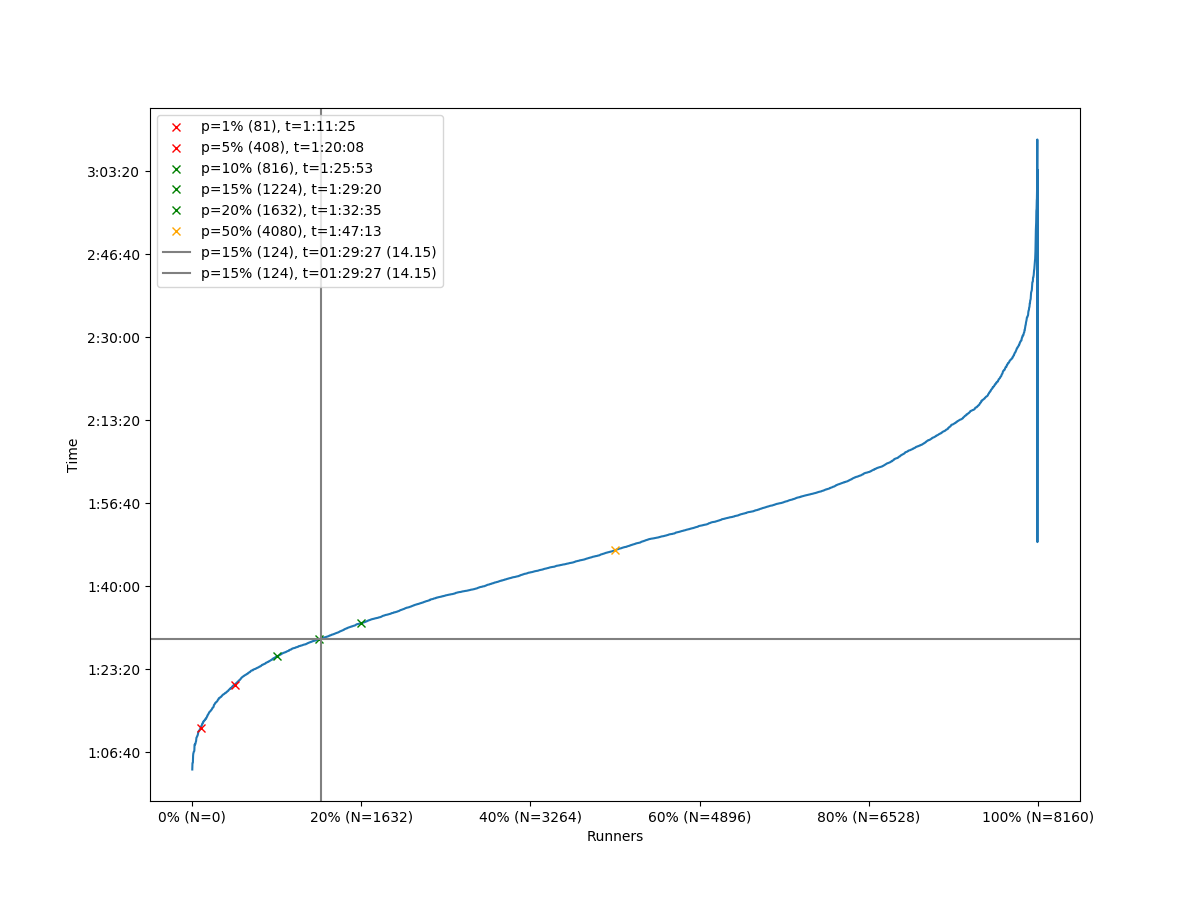 p=1% (81), t=1:11:25
p=5% (408), t=1:20:08
p=10% (816), t=1:25:53
p=15% (1224), t=1:29:20
p=20% (1632), t=1:32:35
p=50% (4080), t=1:47:13
p=15% (124), t=01:29:27 (14.15)
p=15% (124), t=01:29:27 (14.15)
3:03:20
2:46:40
2:30:00
2:13:20
1:56:40
1:40:00
1:23:20
1:06:40
Time
0% (N=0)
20% (N=1632)
40% (N=3264)
60% (N=4896)
80% (N=6528)
100% (N=8160)
Runners